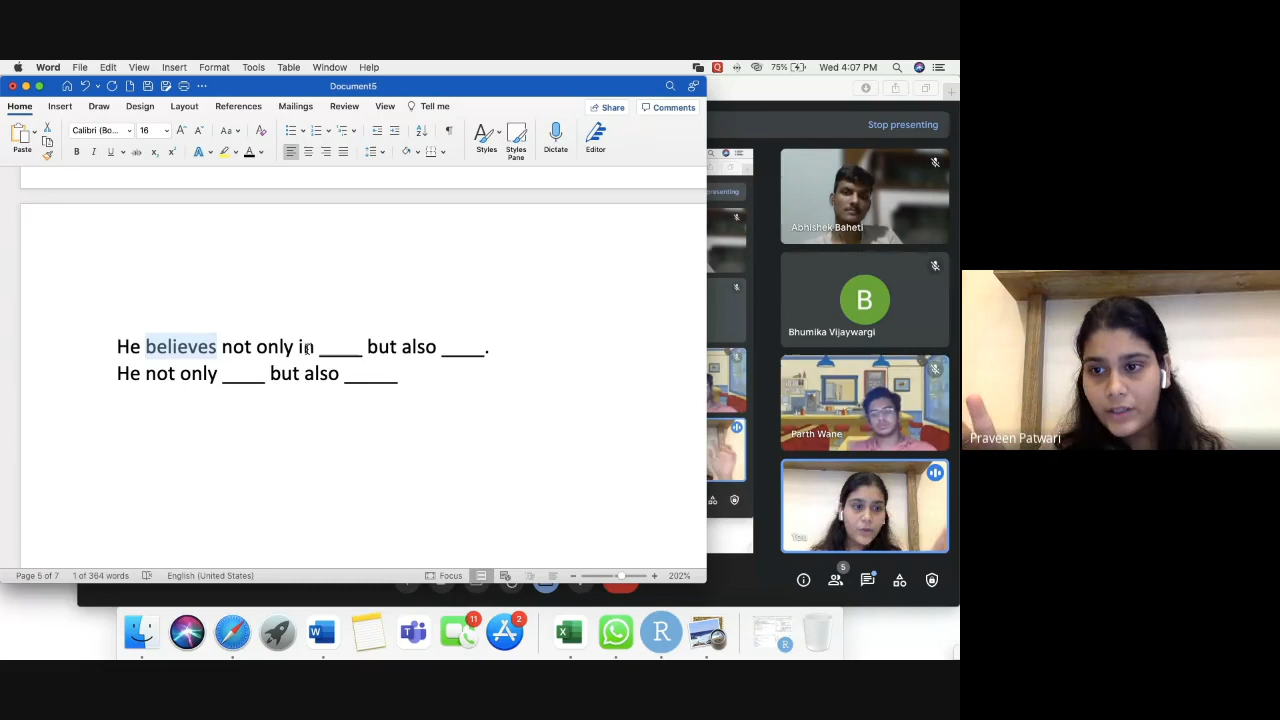 Word File Edit View Insert Format Tools Table Window Help
75% Wed 4:07 PM
Document5
Home Insert Draw Design Layout References Mailings Review View Tell me
Share Comments
Calibri (Bo... 16
Paste
Styles
Styles Pane
Dictate
Editor
Stop presenting
presenting
Abhishek Baheti
B
Bhumika Vijaywargi
Parth Wane
You
Praveen Patwari
He believes not only in ____ but also ____.
He not only ____ but also _____
Page 5 of 7 1 of 364 words English (United States) Focus 202%
5
11
2